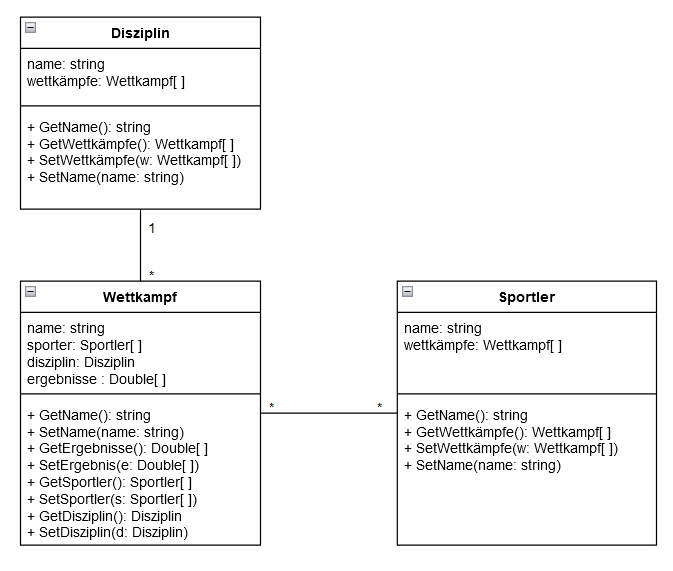 Disziplin
name: string
wettkämpfe: Wettkampf[ ]
+ GetName(): string
+ GetWettkämpfe(): Wettkampf[ ]
+ SetWettkämpfe(w: Wettkampf[ ])
+ SetName(name: string)
1
*
Wettkampf
name: string
sporter: Sportler[ ]
disziplin: Disziplin
ergebnisse : Double[ ]
+ GetName(): string
+ SetName(name: string)
+ GetErgebnisse(): Double[ ]
+ SetErgebnis(e: Double[ ])
+ GetSportler(): Sportler[ ]
+ SetSportler(s: Sportler[ ])
+ GetDisziplin(): Disziplin
+ SetDisziplin(d: Disziplin)
*
*
Sportler
name: string
wettkämpfe: Wettkampf[ ]
+ GetName(): string
+ GetWettkämpfe(): Wettkampf[ ]
+ SetWettkämpfe(w: Wettkampf[ ])
+ SetName(name: string)